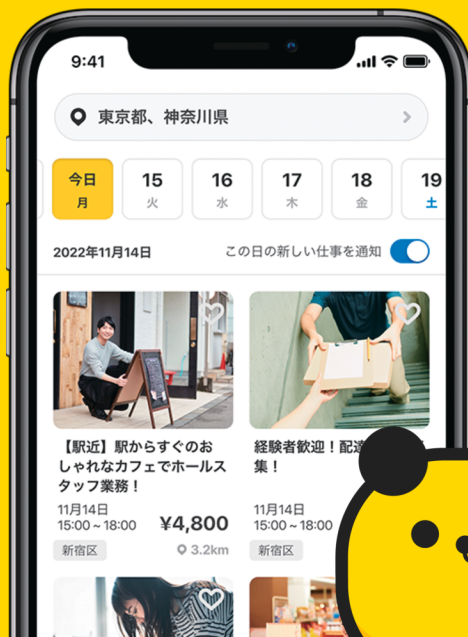 9:41
東京都、神奈川県
今日 15 16 17 18 19
月 火 水 木 金 土
2022年11月14日 この日の新しい仕事を通知
【駅近】駅からすぐのお
しゃれなカフェでホールス
タッフ業務！
11月14日
15:00~18:00 ¥4,800
新宿区 3.2km
経験者歓迎！配達
集！
11月14日
15:00~18:00
新宿区